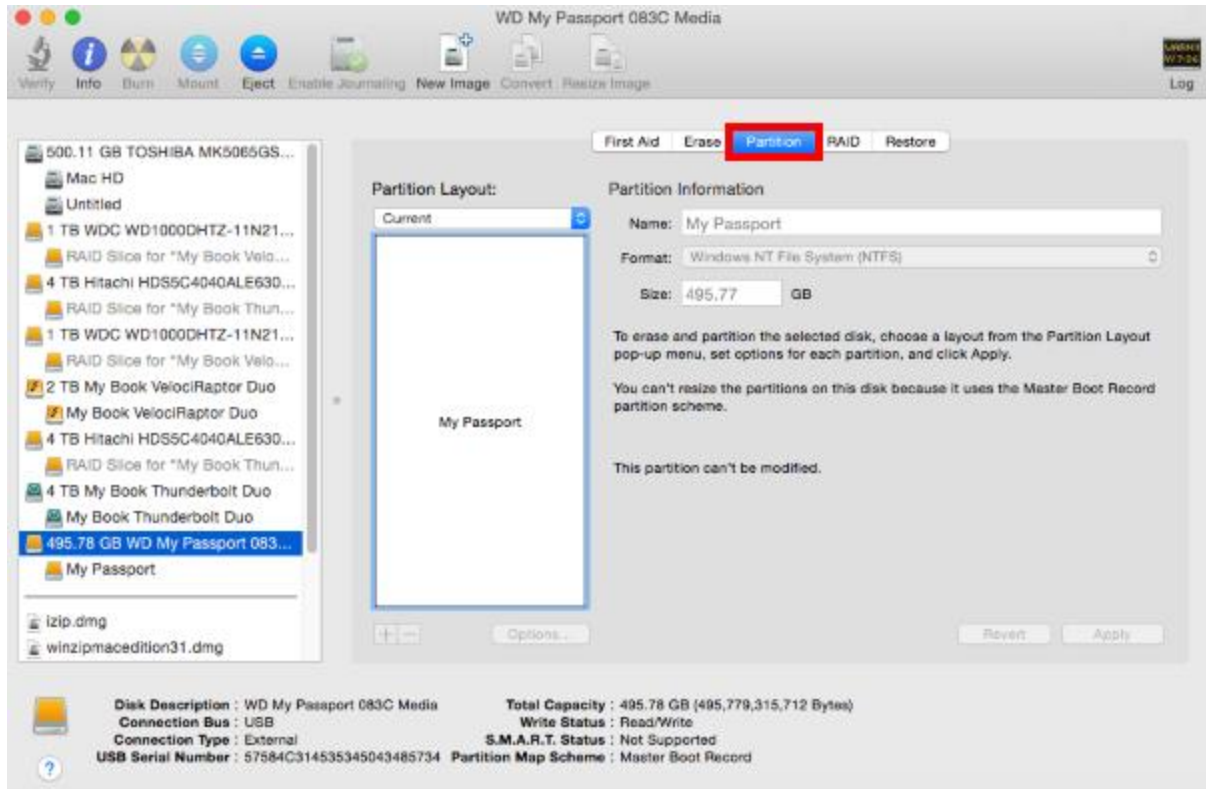 WD My Passport 083C Media
Verify Info Burn Mount Eject Enable Journaling New Image Convert Resize Image
Log
500.11 GB TOSHIBA MK5065GS...
Mac HD
Untitled
1 TB WDC WD1000DHTZ-11N21...
RAID Slice for "My Book Velo...
4 TB Hitachi HDS5C4040ALE630...
RAID Slice for "My Book Thun...
1 TB WDC WD1000DHTZ-11N21...
RAID Slice for "My Book Velo...
2 TB My Book VelociRaptor Duo
My Book VelociRaptor Duo
4 TB Hitachi HDS5C4040ALE630...
RAID Slice for "My Book Thun...
4 TB My Book Thunderbolt Duo
My Book Thunderbolt Duo
495.78 GB WD My Passport 083...
My Passport
izip.dmg
winzipmacedition31.dmg
First Aid Erase Partition RAID Restore
Partition Layout:
Current
My Passport
Options...
Partition Information
Name: My Passport
Format: Windows NT File System (NTFS)
Size: 495.77 GB
To erase and partition the selected disk, choose a layout from the Partition Layout
pop-up menu, set options for each partition, and click Apply.
You can't resize the partitions on this disk because it uses the Master Boot Record
partition scheme.
This partition can't be modified.
Revert Apply
Disk Description : WD My Passport 083C Media
Connection Bus : USB
Connection Type : External
USB Serial Number : 57584C314535345043485734
Total Capacity : 495.78 GB (495,779,315,712 Bytes)
Write Status : Read/Write
S.M.A.R.T. Status : Not Supported
Partition Map Scheme : Master Boot Record